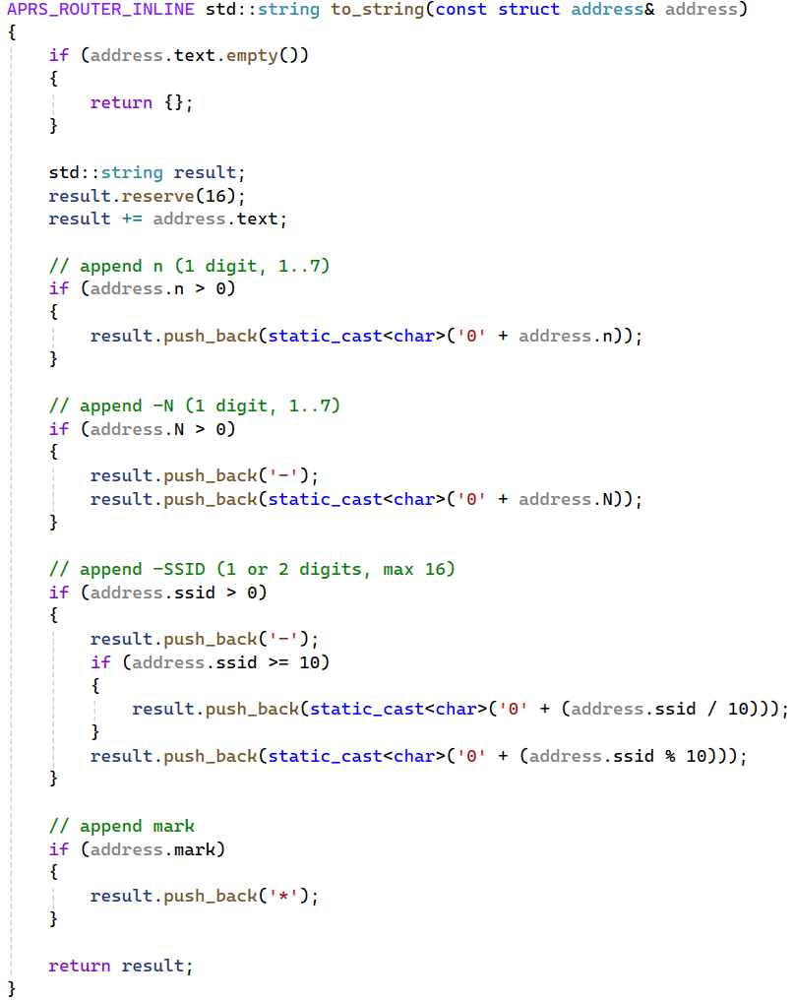 APRS_ROUTER_INLINE std::string to_string(const struct address& address)
{
    if (address.text.empty())
    {
        return {};
    }

    std::string result;
    result.reserve(16);
    result += address.text;

    // append n (1 digit, 1..7)
    if (address.n > 0)
    {
        result.push_back(static_cast<char>('0' + address.n));
    }

    // append -N (1 digit, 1..7)
    if (address.N > 0)
    {
        result.push_back('-');
        result.push_back(static_cast<char>('0' + address.N));
    }

    // append -SSID (1 or 2 digits, max 16)
    if (address.ssid > 0)
    {
        result.push_back('-');
        if (address.ssid >= 10)
        {
            result.push_back(static_cast<char>('0' + (address.ssid / 10)));
        }
        result.push_back(static_cast<char>('0' + (address.ssid % 10)));
    }

    // append mark
    if (address.mark)
    {
        result.push_back('*');
    }

    return result;
}